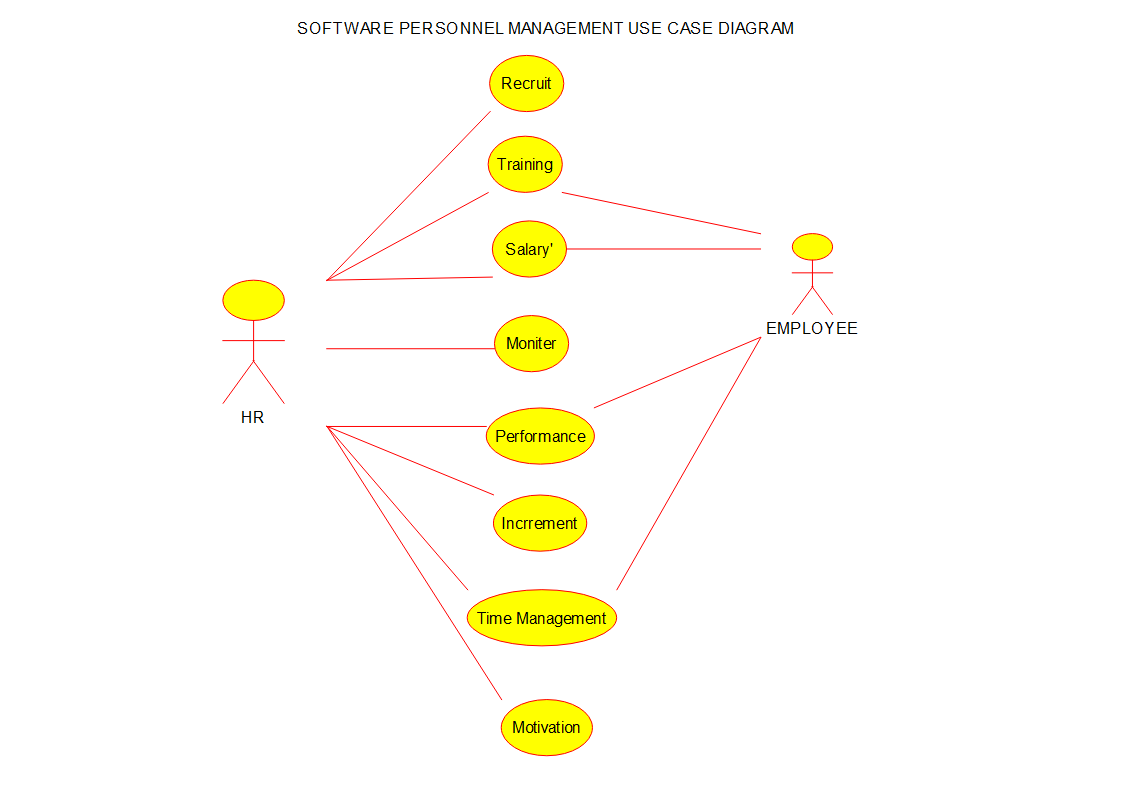 SOFTWARE PERSONNEL MANAGEMENT USE CASE DIAGRAM
Recruit
Training
Salary'
EMPLOYEE
Moniter
HR
Performance
Incrrement
Time Management
Motivation